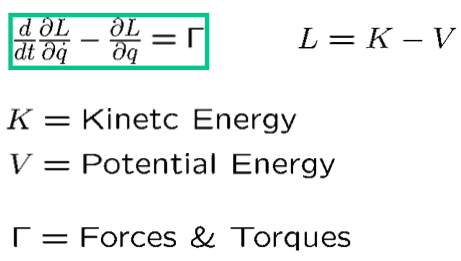 d/dt ∂L/∂q̇ − ∂L/∂q = Γ L = K − V
K = Kinetc Energy
V = Potential Energy
Γ = Forces & Torques